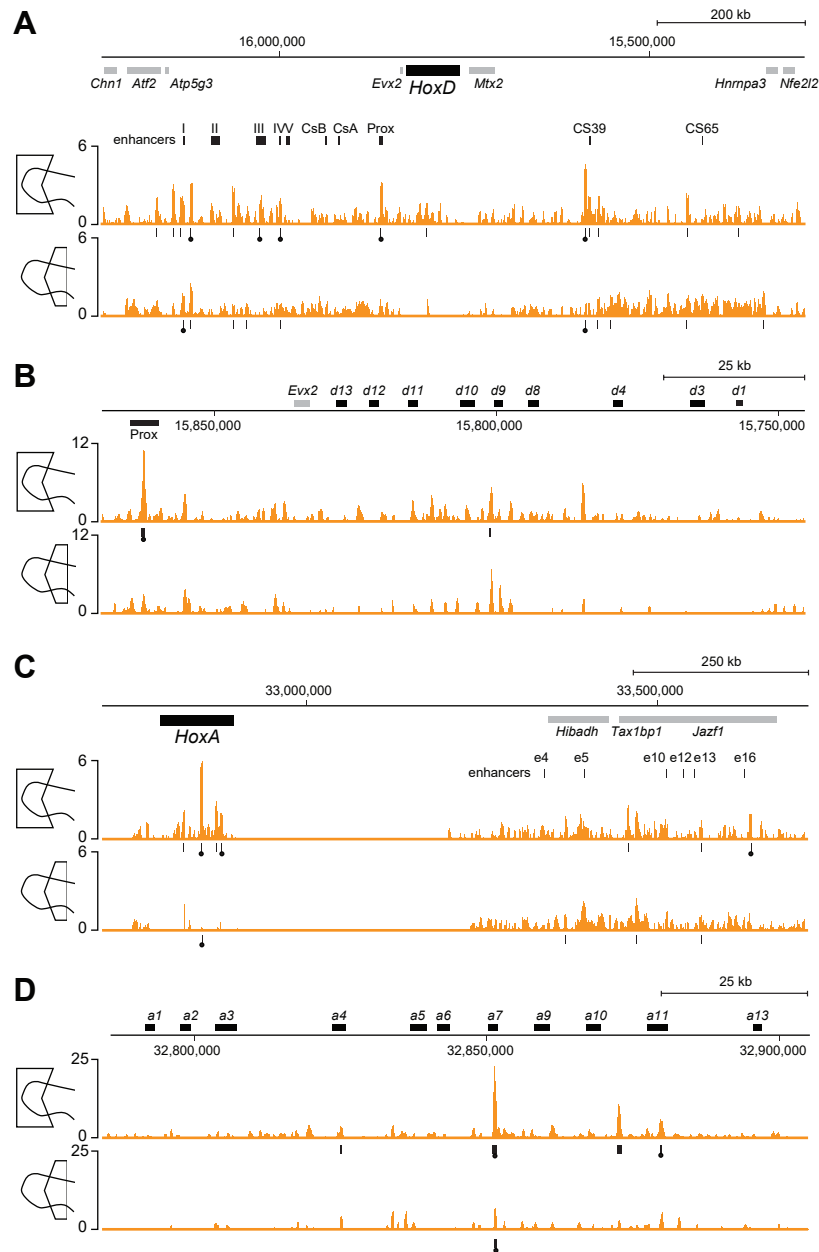 A
200 kb
16,000,000 15,500,000
Chn1 Atf2 Atp5g3 Evx2 HoxD Mtx2 Hnrnpa3 Nfe2l2
enhancers I II III IV V CsB CsA Prox CS39 CS65
6
0
6
0
B
25 kb
Evx2 d13 d12 d11 d10 d9 d8 d4 d3 d1
Prox 15,850,000 15,800,000 15,750,000
12
0
12
0
C
250 kb
33,000,000 33,500,000
HoxA Hibadh Tax1bp1 Jazf1
enhancers e4 e5 e10 e12 e13 e16
6
0
6
0
D
25 kb
a1 a2 a3 a4 a5 a6 a7 a9 a10 a11 a13
32,800,000 32,850,000 32,900,000
25
0
25
0